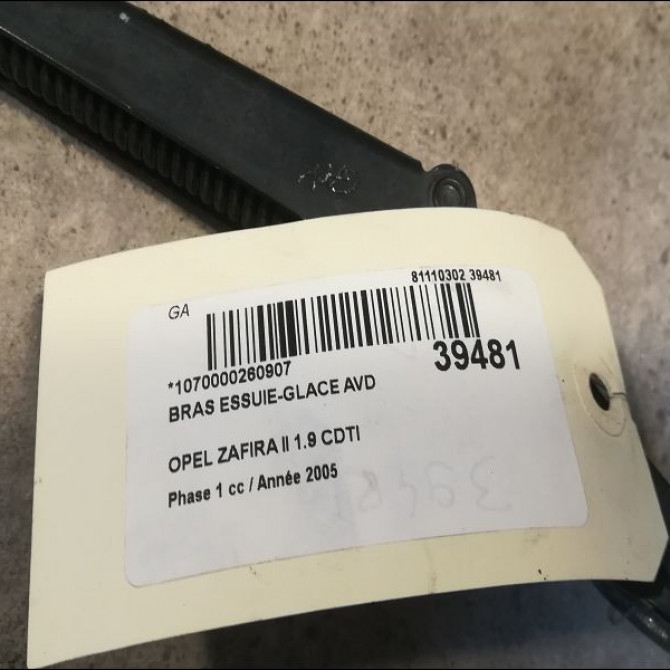 81110302 39481
GA
*1070000260907
39481
BRAS ESSUIE-GLACE AVD
OPEL ZAFIRA II 1.9 CDTI
Phase 1 cc / Année 2005